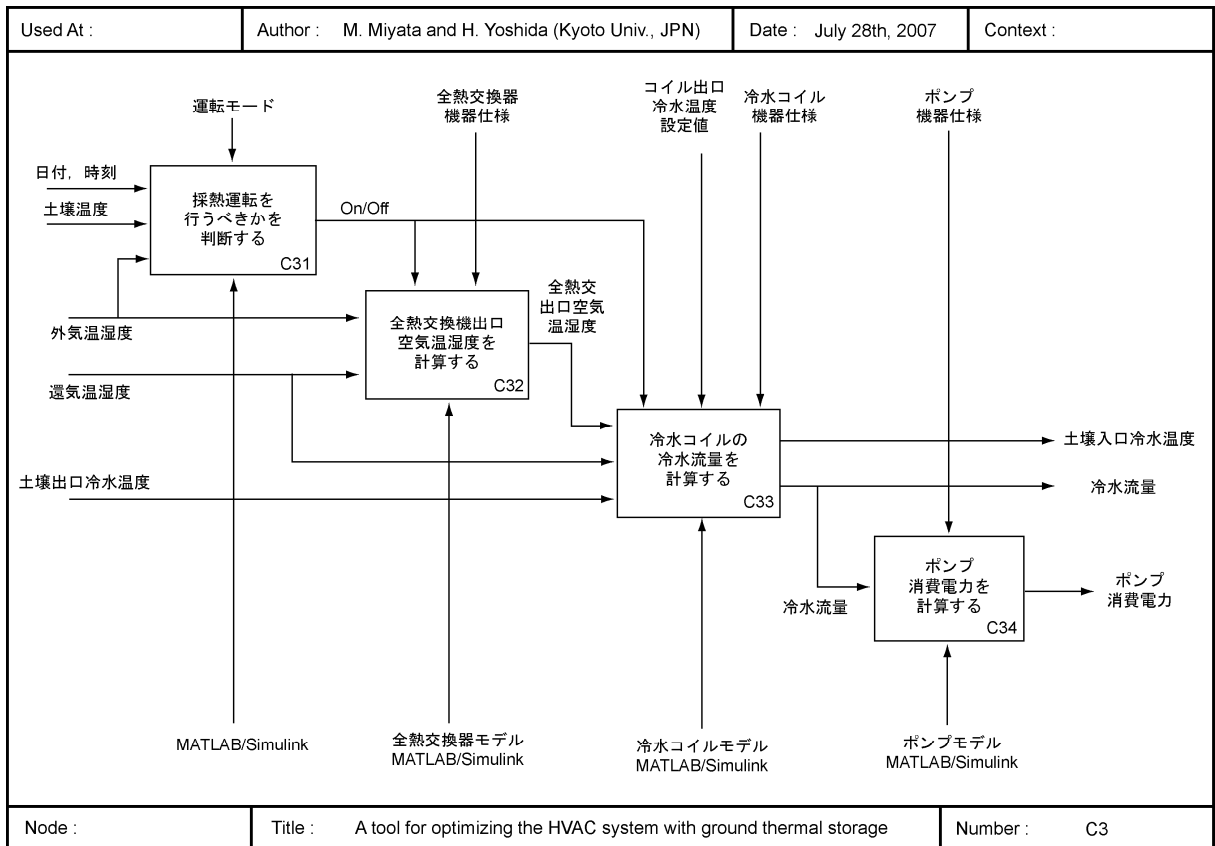 Used At :
Author : M. Miyata and H. Yoshida (Kyoto Univ., JPN)
Date : July 28th, 2007
Context :
運転モード
全熱交換器
機器仕様
コイル出口
冷水温度
設定値
冷水コイル
機器仕様
ポンプ
機器仕様
日付，時刻
土壌温度
採熱運転を
行うべきかを
判断する
C31
On/Off
外気温湿度
全熱交換機出口
空気温湿度を
計算する
C32
全熱交
出口空気
温湿度
還気温湿度
冷水コイルの
冷水流量を
計算する
C33
土壌入口冷水温度
土壌出口冷水温度
冷水流量
ポンプ
消費電力を
計算する
C34
冷水流量
ポンプ
消費電力
MATLAB/Simulink
全熱交換器モデル
MATLAB/Simulink
冷水コイルモデル
MATLAB/Simulink
ポンプモデル
MATLAB/Simulink
Node :
Title : A tool for optimizing the HVAC system with ground thermal storage
Number : C3